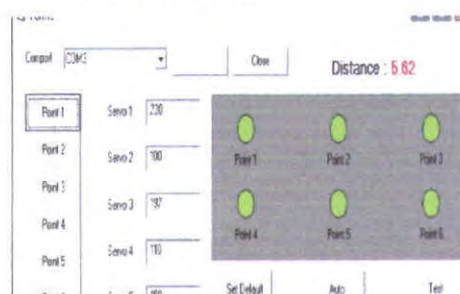 Comport COM3 Close
Distance : 5.62
Point 1 Servo 1 230
Point 2 Servo 2 100
Point 3 Servo 3 197
Point 4 Servo 4 110
Point 5
Point 1 Point 2 Point 3
Point 4 Point 5 Point 6
Set Default Auto Test